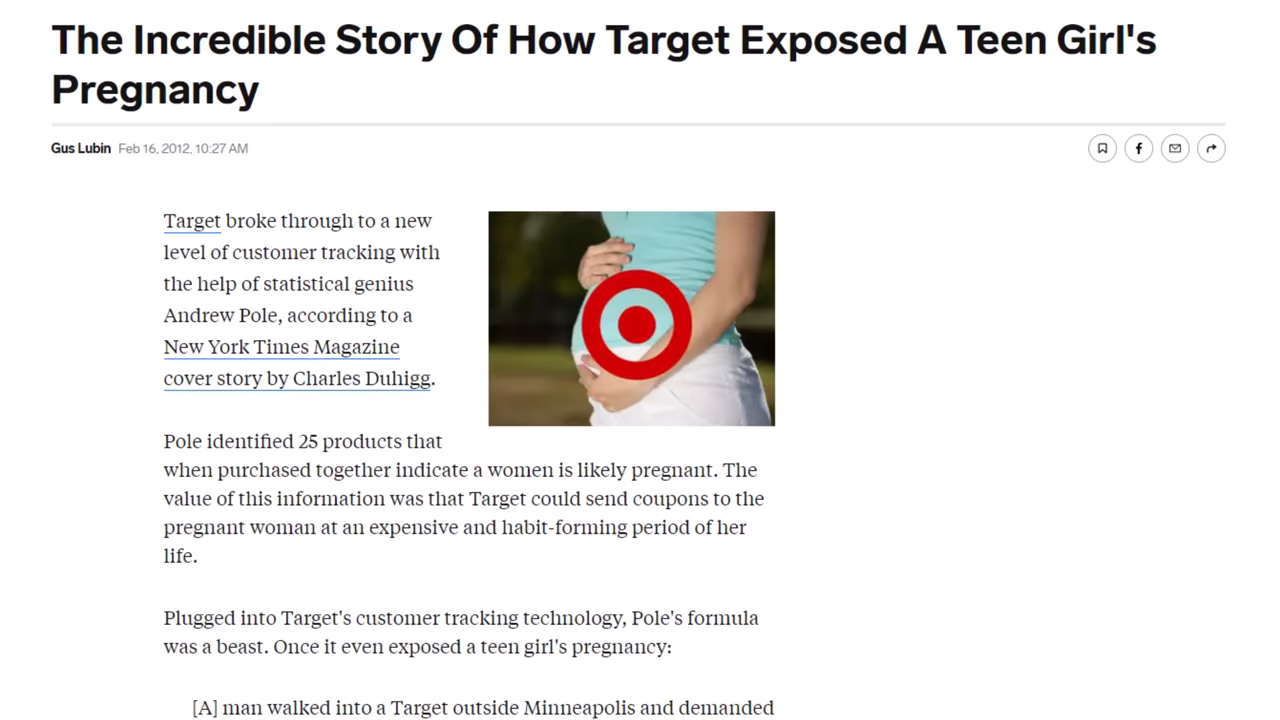 The Incredible Story Of How Target Exposed A Teen Girl's
Pregnancy
Gus Lubin Feb 16, 2012, 10:27 AM
Target broke through to a new
level of customer tracking with
the help of statistical genius
Andrew Pole, according to a
New York Times Magazine
cover story by Charles Duhigg.
Pole identified 25 products that
when purchased together indicate a women is likely pregnant. The
value of this information was that Target could send coupons to the
pregnant woman at an expensive and habit-forming period of her
life.
Plugged into Target's customer tracking technology, Pole's formula
was a beast. Once it even exposed a teen girl's pregnancy:
[A] man walked into a Target outside Minneapolis and demanded